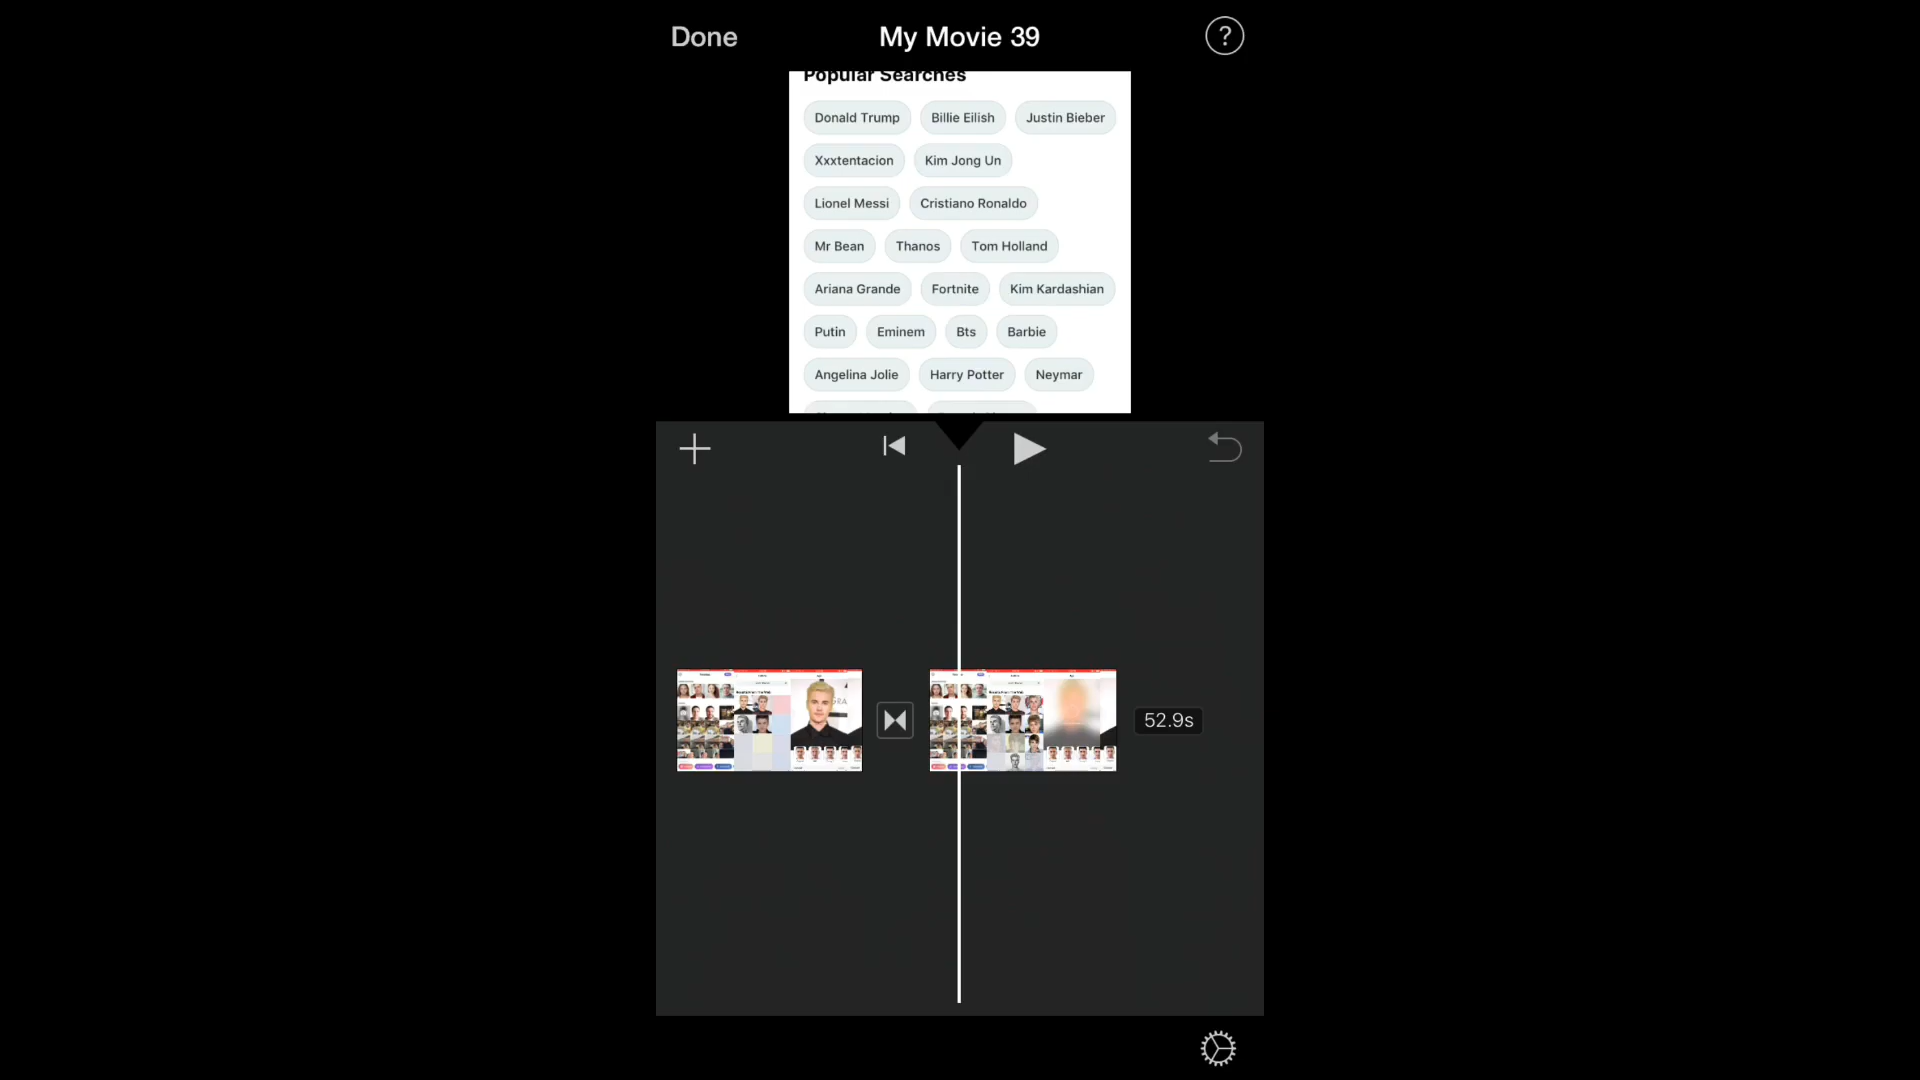 Done My Movie 39 ?
Popular Searches
Donald Trump Billie Eilish Justin Bieber
Xxxtentacion Kim Jong Un
Lionel Messi Cristiano Ronaldo
Mr Bean Thanos Tom Holland
Ariana Grande Fortnite Kim Kardashian
Putin Eminem Bts Barbie
Angelina Jolie Harry Potter Neymar
52.9s